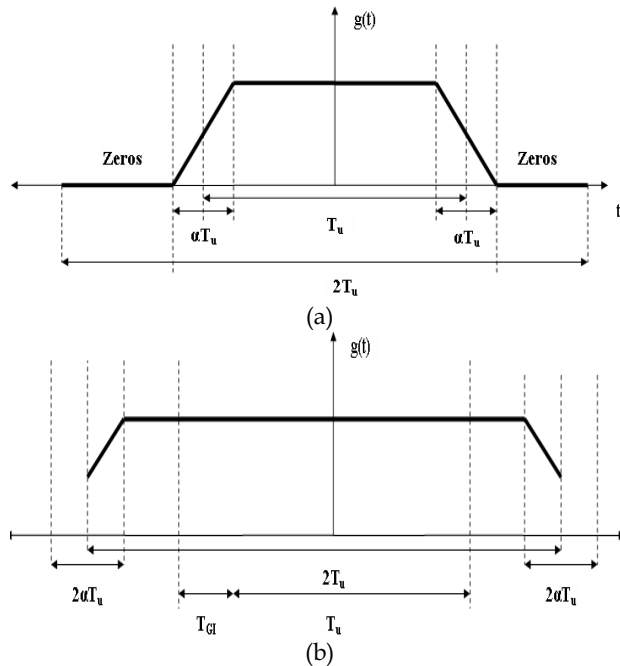 g(t)
Zeros
Zeros
t
αTu
Tu
αTu
2Tu
(a)
g(t)
2αTu
2Tu
2αTu
TGI
Tu
(b)